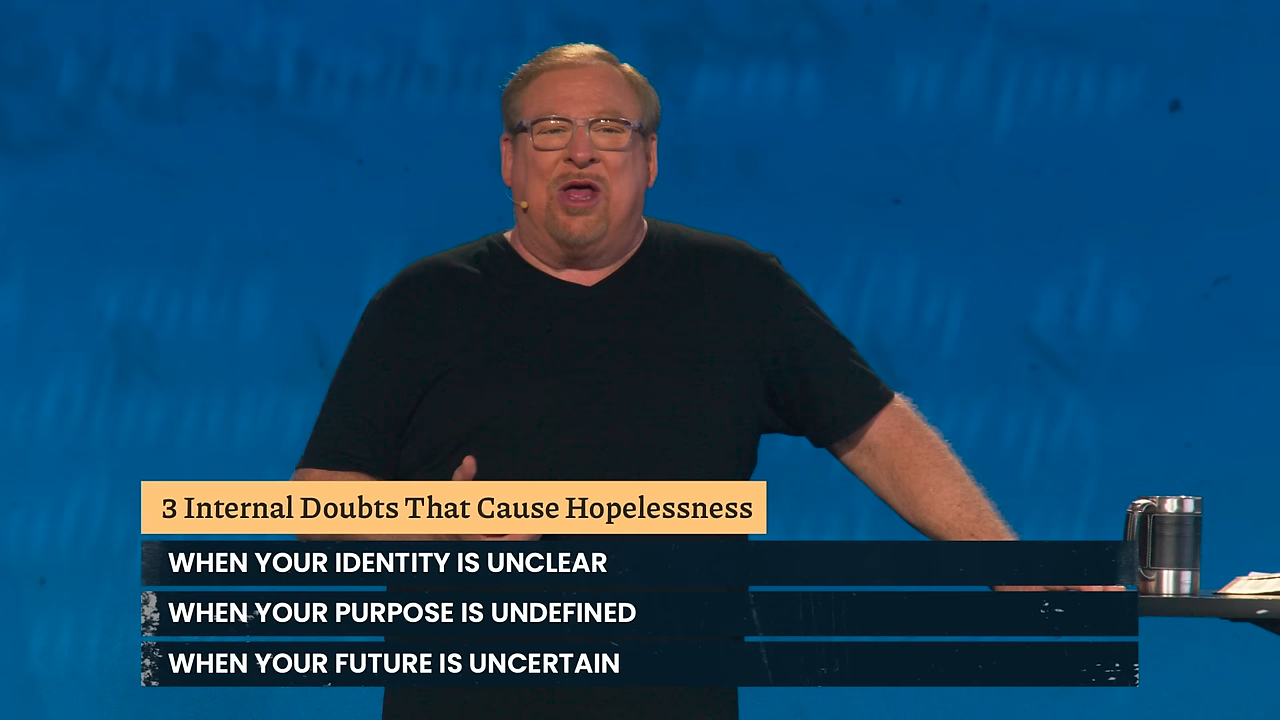 3 Internal Doubts That Cause Hopelessness
WHEN YOUR IDENTITY IS UNCLEAR
WHEN YOUR PURPOSE IS UNDEFINED
WHEN YOUR FUTURE IS UNCERTAIN